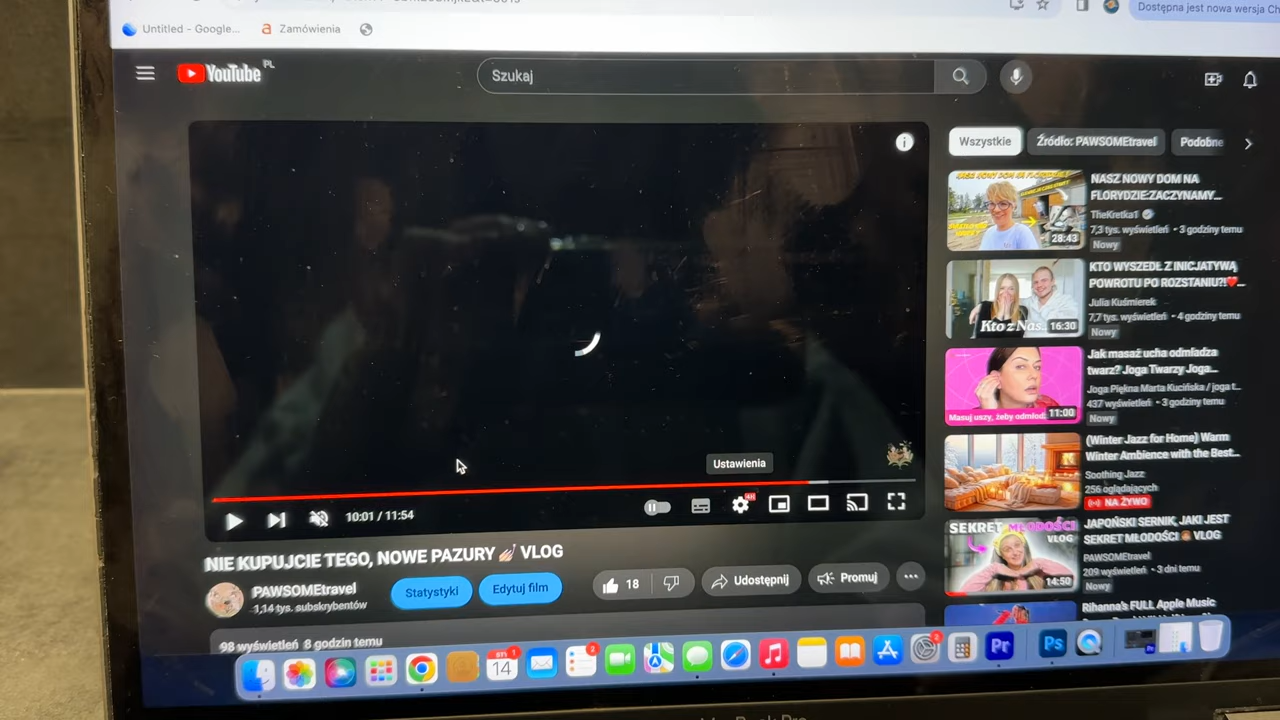 Dostępna jest nowa wersja Ch
Untitled - Google...
Zamówienia
YouTube PL
Szukaj
Wszystkie
Źródło: PAWSOMEtravel
Podobne
NASZ NOWY DOM NA
FLORYDZIE:ZACZYNAMY...
TheKretka1
7,3 tys. wyświetleń • 3 godziny temu
Nowy
28:43
KTO WYSZEDŁ Z INICJATYWĄ
POWROTU PO ROZSTANIU?!❤️...
Julia Kuśmierek
7,7 tys. wyświetleń • 4 godziny temu
Nowy
Kto z Nas
16:30
Jak masaż ucha odmładza
twarz? Joga Twarzy Joga...
Joga Piękna Marta Kucińska / joga t...
437 wyświetleń • 3 godziny temu
Nowy
Masuj uszy, żeby odmłod
11:00
(Winter Jazz for Home) Warm
Winter Ambience with the Best...
Soothing Jazz
256 oglądających
NA ŻYWO
JAPOŃSKI SERNIK, JAKI JEST
SEKRET MŁODOŚCI VLOG
PAWSOMEtravel
209 wyświetleń • 3 dni temu
Nowy
SEKRET MŁODOŚCI
VLOG
14:50
Rihanna's FULL Apple Music
Ustawienia
10:01 / 11:54
NIE KUPUJCIE TEGO, NOWE PAZURY 💅🏻 VLOG
PAWSOMEtravel
1,14 tys. subskrybentów
Statystyki
Edytuj film
18
Udostępnij
Promuj
98 wyświetleń 8 godzin temu
STY
14
Pr
Ps